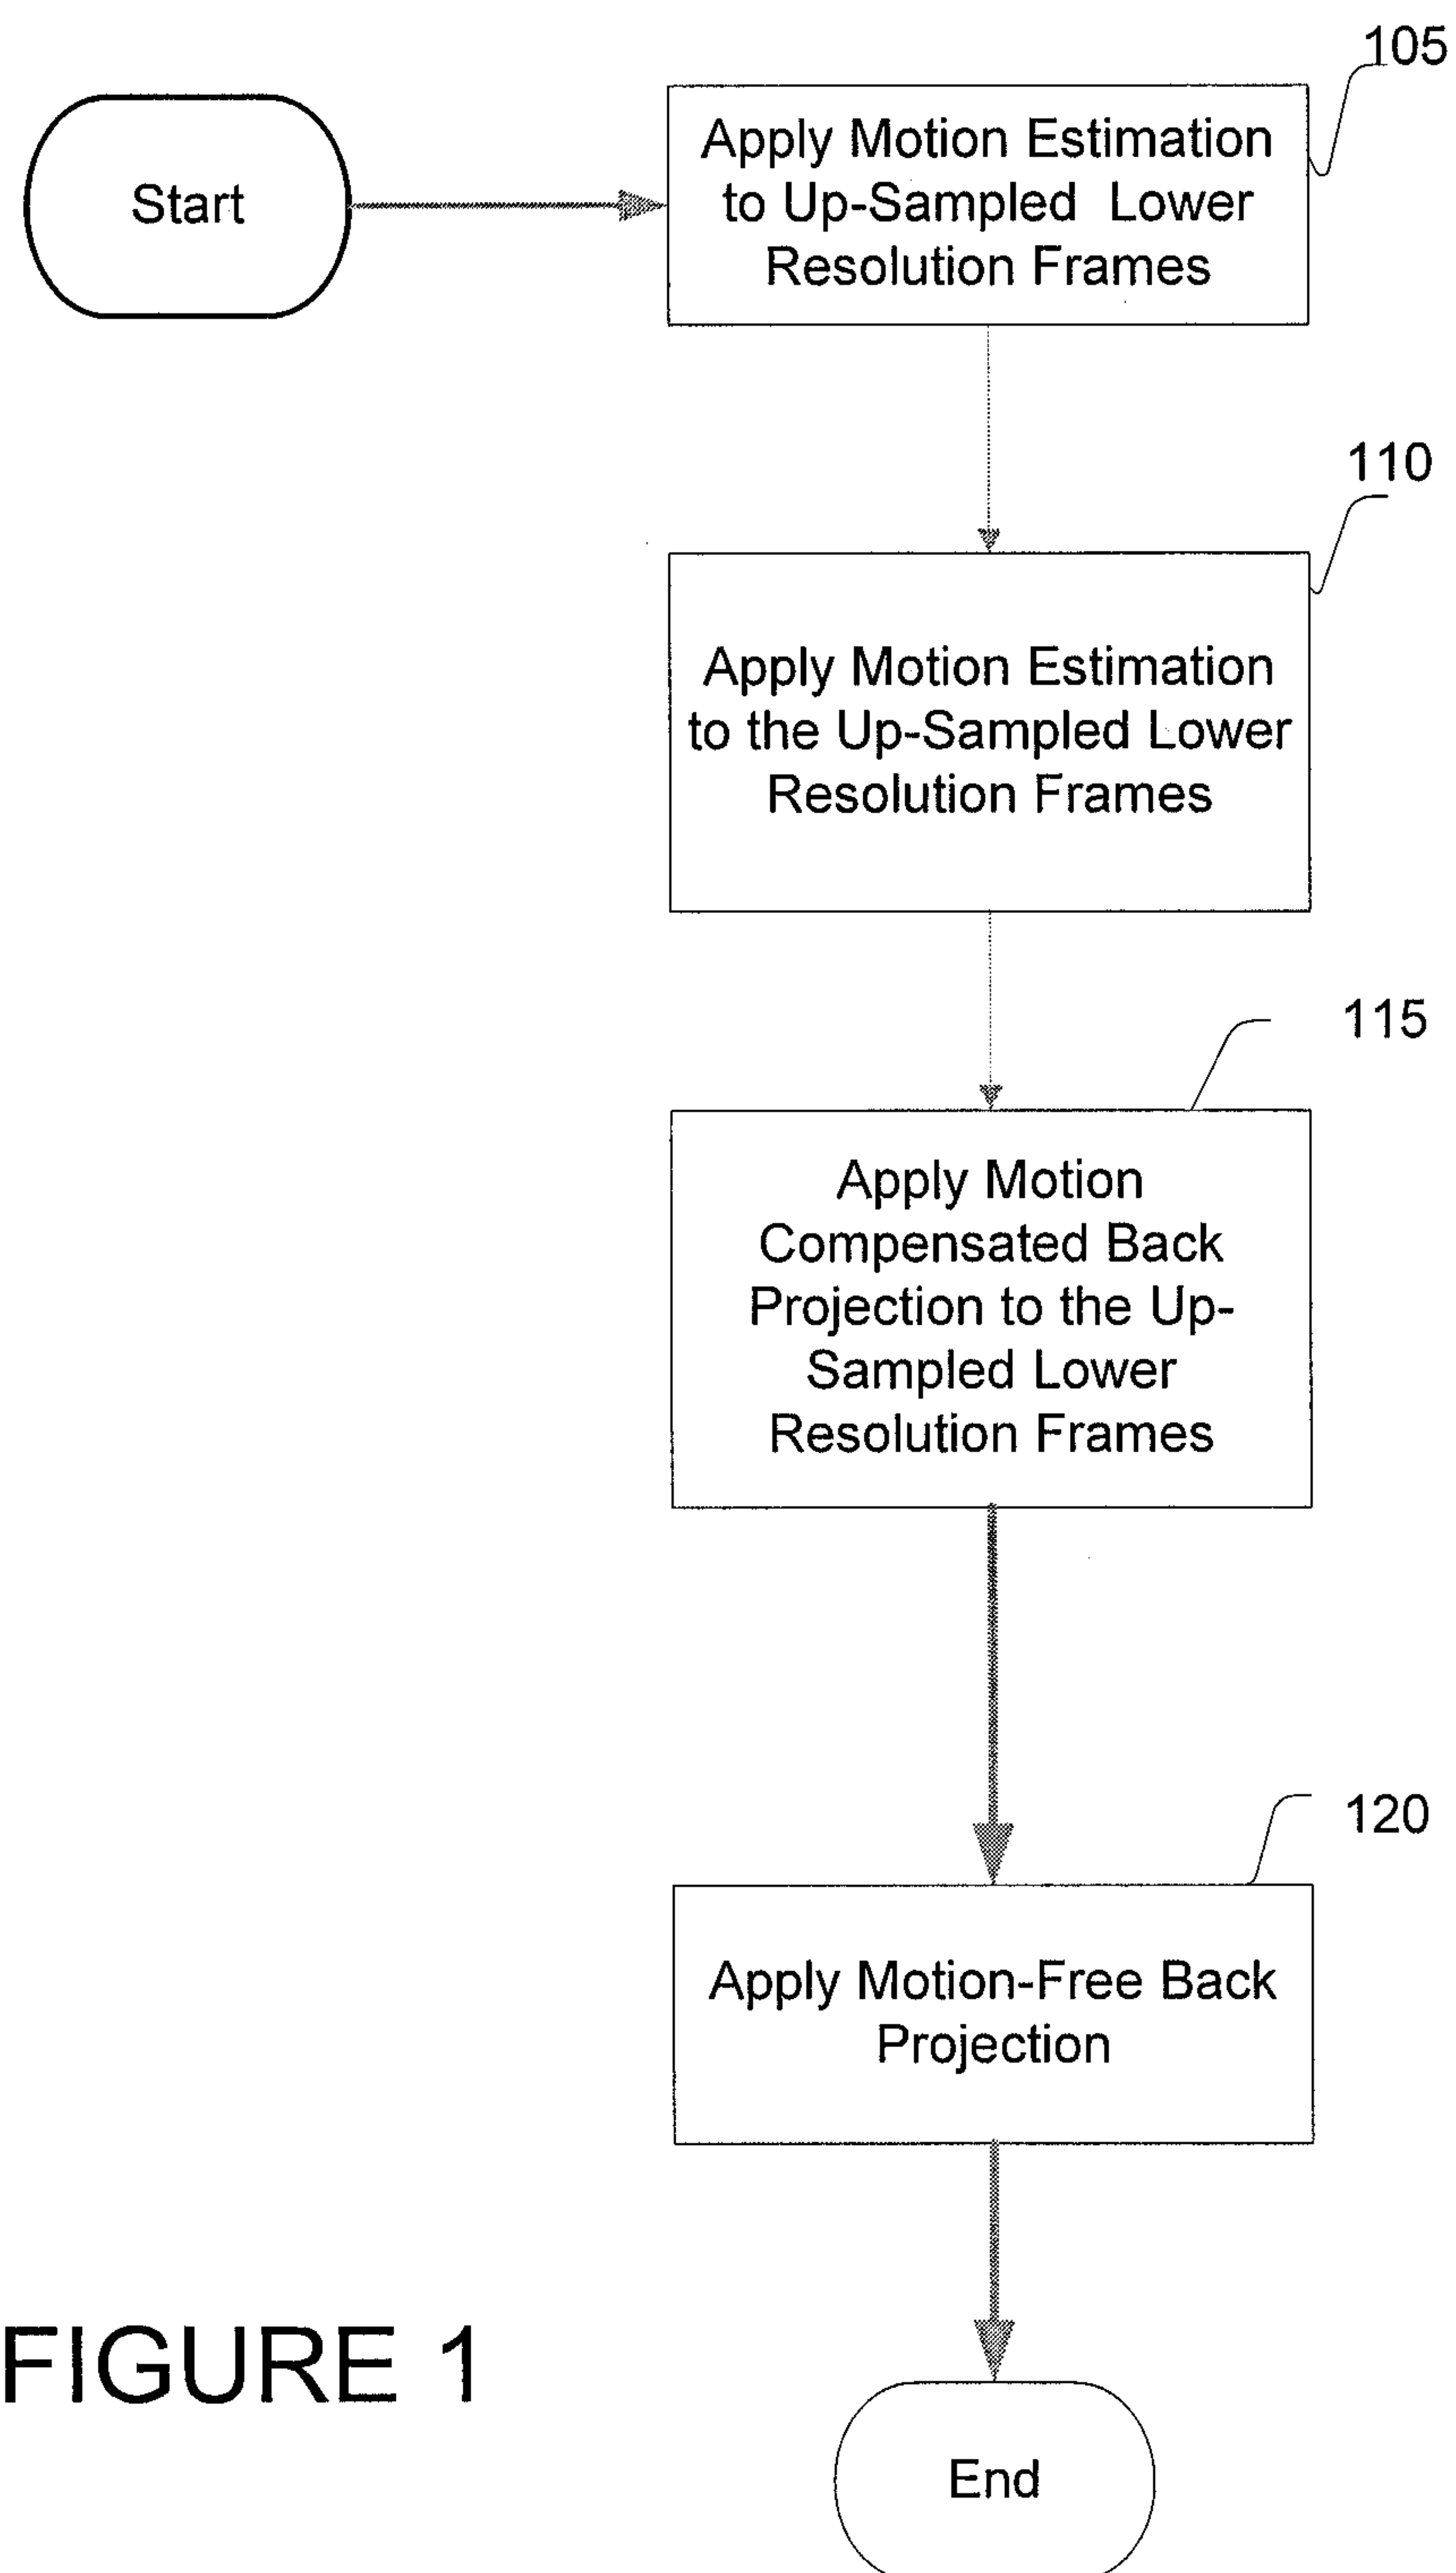 105
Start
Apply Motion Estimation
to Up-Sampled Lower
Resolution Frames
110
Apply Motion Estimation
to the Up-Sampled Lower
Resolution Frames
115
Apply Motion
Compensated Back
Projection to the Up-
Sampled Lower
Resolution Frames
120
Apply Motion-Free Back
Projection
FIGURE 1
End